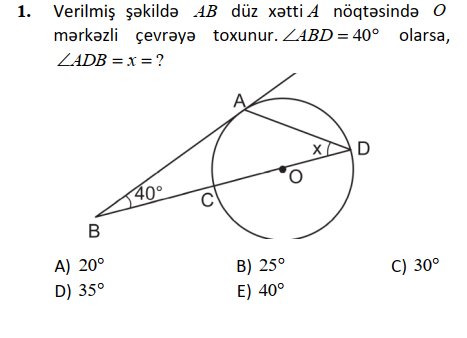 1. Verilmiş şəkildə AB düz xətti A nöqtəsində O
mərkəzli çevrəyə toxunur. ∠ABD = 40° olarsa,
∠ADB = x = ?
A
x
D
O
40°
C
B
A) 20° B) 25° C) 30°
D) 35° E) 40°